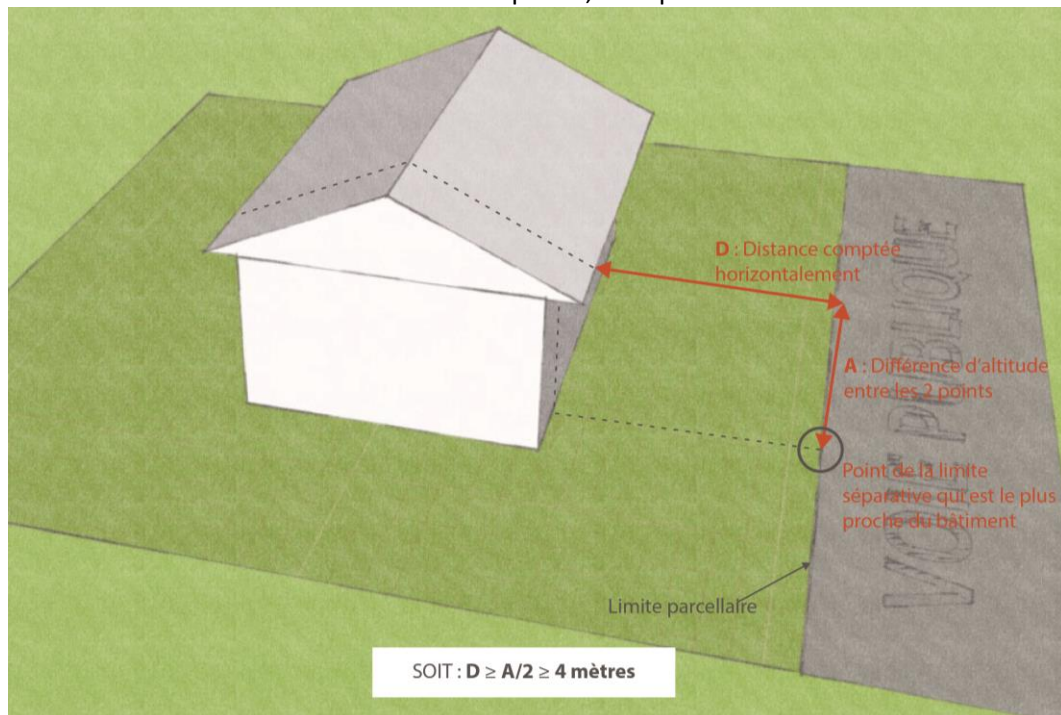 D : Distance comptée
horizontalement
A : Différence d'altitude
entre les 2 points
Point de la limite
séparative qui est le plus
proche du bâtiment
VOIE PUBLIQUE
Limite parcellaire
SOIT : D ≥ A/2 ≥ 4 mètres